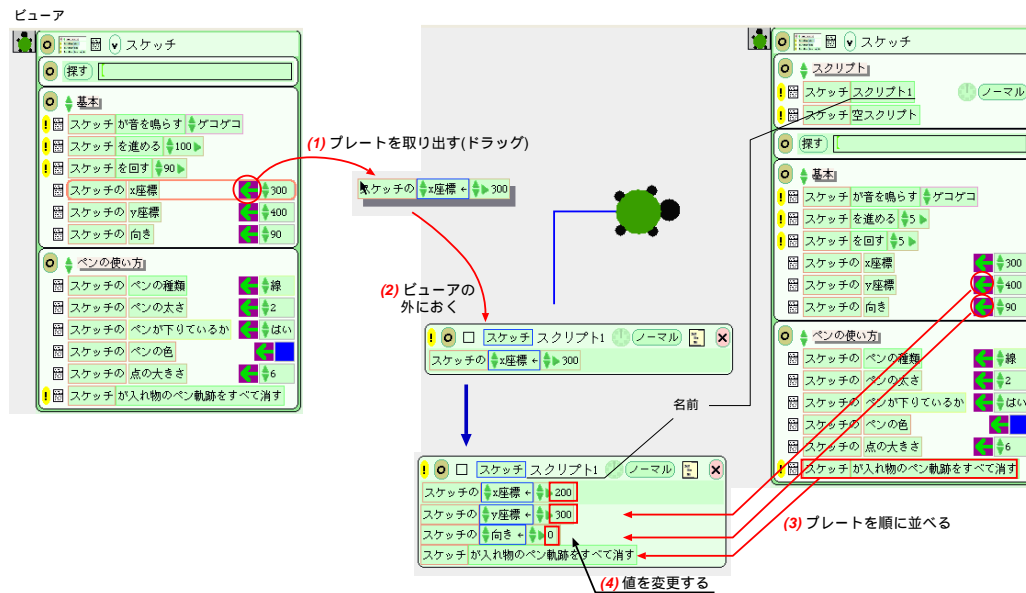 ビューア
スケッチ
探す
基本
スケッチ が音を鳴らす ゲコゲコ
スケッチ を進める 100
スケッチ を回す 90
スケッチの x座標 300
スケッチの y座標 400
スケッチの 向き 90
ペンの使い方
スケッチの ペンの種類 線
スケッチの ペンの太さ 2
スケッチの ペンが下りているか はい
スケッチの ペンの色
スケッチの 点の大きさ 6
スケッチ が入れ物のペン軌跡をすべて消す
(1) プレートを取り出す(ドラッグ)
スケッチの x座標 ← 300
(2) ビューアの
外におく
スケッチ スクリプト1 ノーマル
スケッチの x座標 ← 300
名前
スケッチ スクリプト1 ノーマル
スケッチの x座標 ← 200
スケッチの y座標 ← 300
スケッチの 向き ← 0
スケッチ が入れ物のペン軌跡をすべて消す
(4) 値を変更する
スケッチ
スクリプト
スケッチ スクリプト1 ノーマル
スケッチ 空スクリプト
探す
基本
スケッチ が音を鳴らす ゲコゲコ
スケッチ を進める 5
スケッチ を回す 5
スケッチの x座標 300
スケッチの y座標 400
スケッチの 向き 90
ペンの使い方
スケッチの ペンの種類 線
スケッチの ペンの太さ 2
スケッチの ペンが下りているか はい
スケッチの ペンの色
スケッチの 点の大きさ 6
スケッチ が入れ物のペン軌跡をすべて消す
(3) プレートを順に並べる